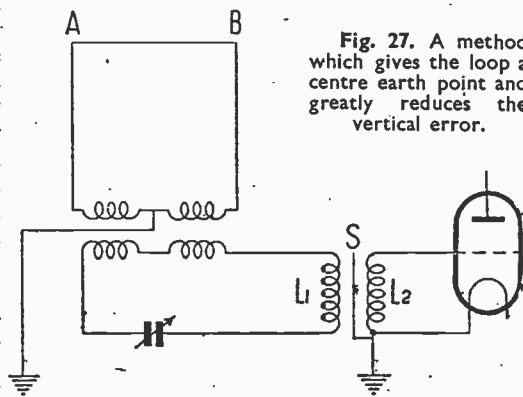 A B
Fig. 27. A method
which gives the loop a
centre earth point and
greatly reduces the
vertical error.
S
L1 L2